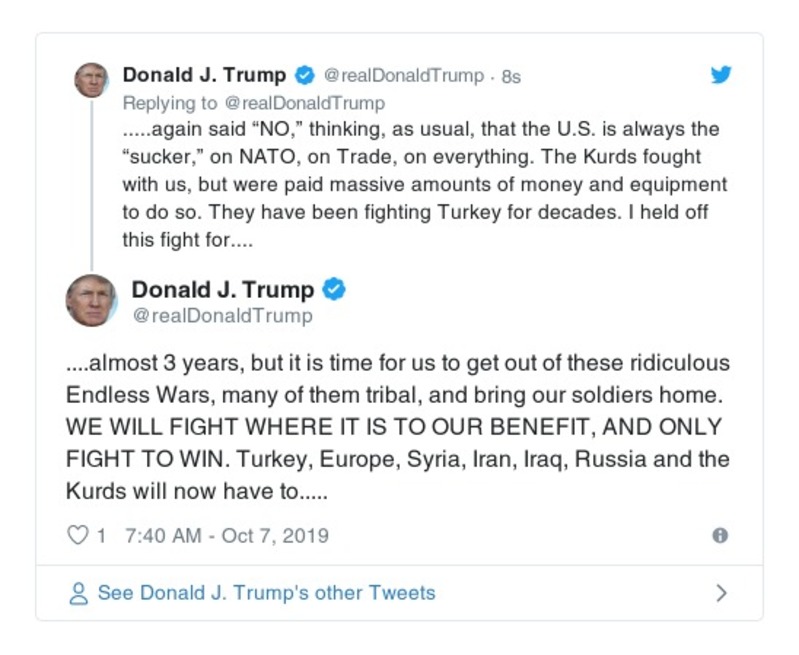 Donald J. Trump @realDonaldTrump · 8s
Replying to @realDonaldTrump
.....again said “NO,” thinking, as usual, that the U.S. is always the
“sucker,” on NATO, on Trade, on everything. The Kurds fought
with us, but were paid massive amounts of money and equipment
to do so. They have been fighting Turkey for decades. I held off
this fight for....
Donald J. Trump
@realDonaldTrump
....almost 3 years, but it is time for us to get out of these ridiculous
Endless Wars, many of them tribal, and bring our soldiers home.
WE WILL FIGHT WHERE IT IS TO OUR BENEFIT, AND ONLY
FIGHT TO WIN. Turkey, Europe, Syria, Iran, Iraq, Russia and the
Kurds will now have to.....
1 7:40 AM - Oct 7, 2019
See Donald J. Trump's other Tweets